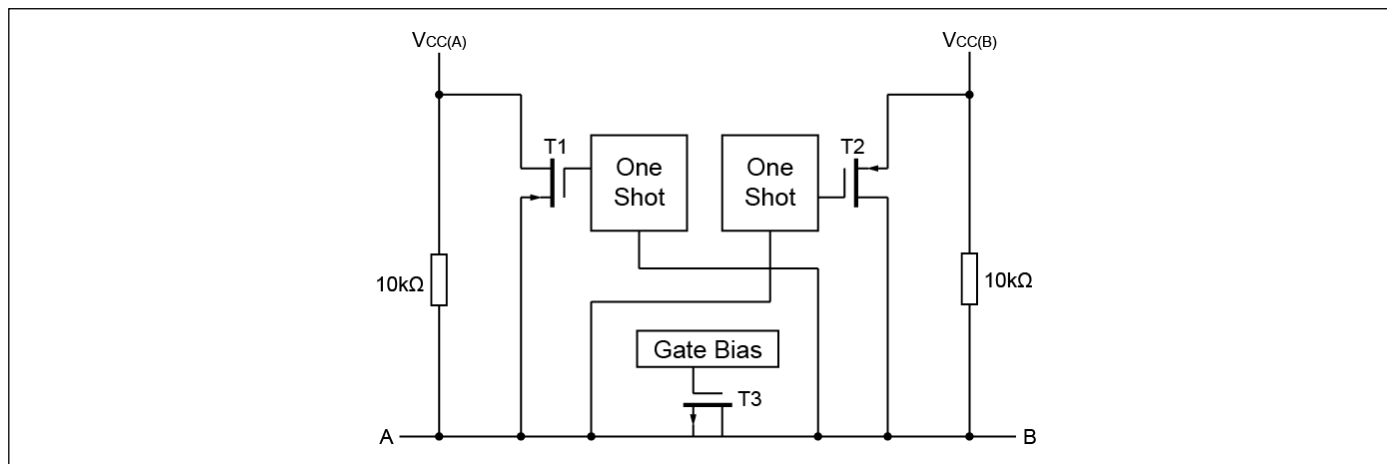 VCC(A)
VCC(B)
T1
One
Shot
One
Shot
T2
10kΩ
10kΩ
Gate Bias
T3
A
B